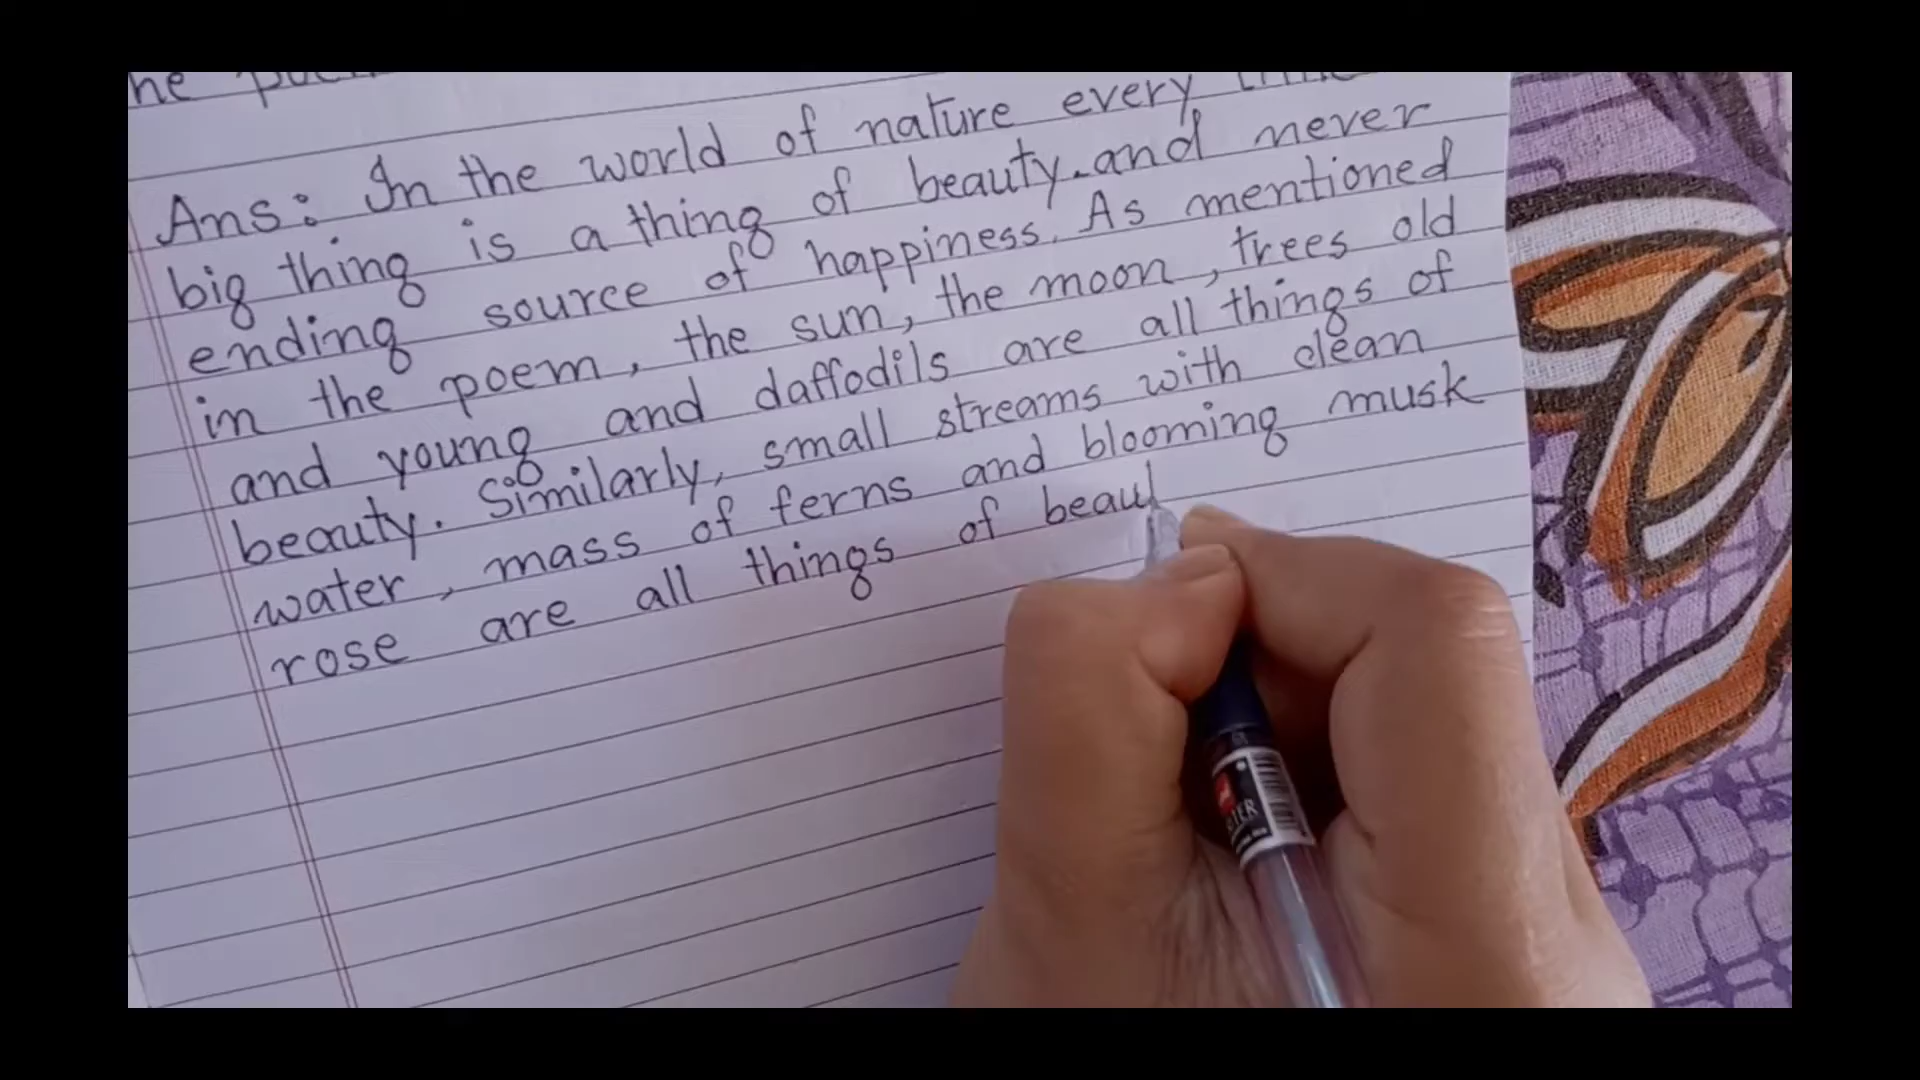 he
Ans: In the world of nature every
big thing is a thing of beauty. and never
ending source of happiness. As mentioned
in the poem, the sun, the moon, trees old
and young and daffodils are all things of
beauty. Similarly, small streams with clean
water, mass of ferns and blooming musk
rose are all things of beau